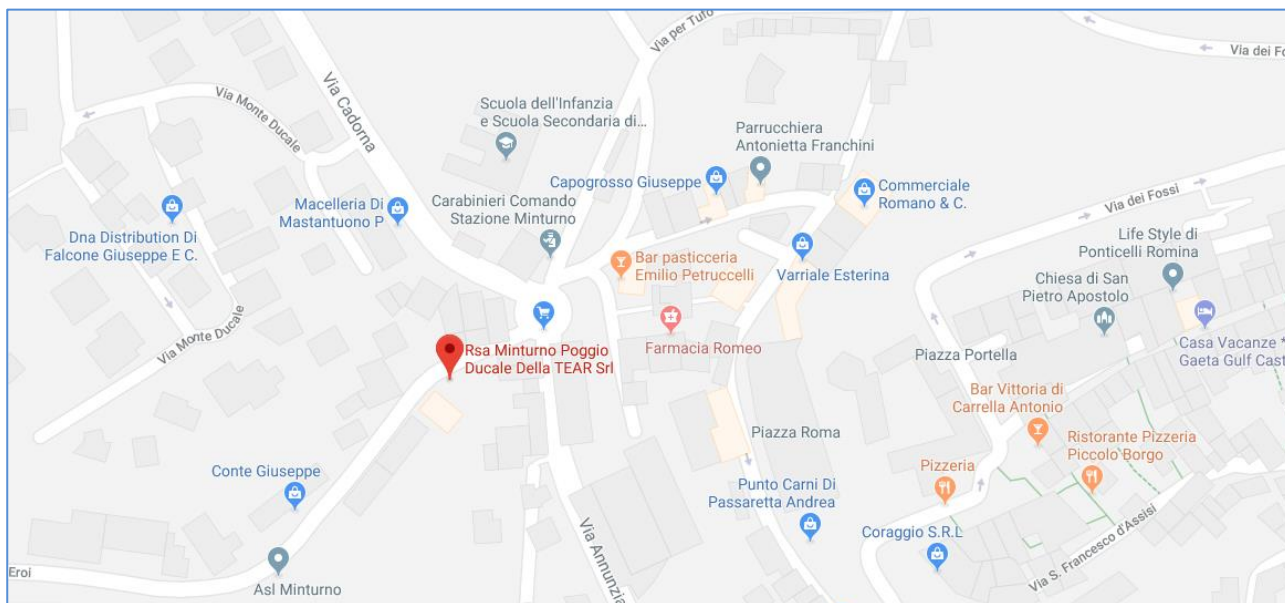 Via per Tufo
Via dei Fo
Via Monte Ducale
Via Cadorna
Scuola dell'Infanzia
e Scuola Secondaria di...
Parrucchiera
Antonietta Franchini
Capogrosso Giuseppe
Commerciale
Romano & C.
Macelleria Di
Mastantuono P
Carabinieri Comando
Stazione Minturno
Via dei Fossi
Dna Distribution Di
Falcone Giuseppe E C.
Life Style di
Ponticelli Romina
Bar pasticceria
Emilio Petruccelli
Varriale Esterina
Chiesa di San
Pietro Apostolo
Via Monte Ducale
Farmacia Romeo
Rsa Minturno Poggio
Ducale Della TEAR Srl
Piazza Portella
Casa Vacanze *
Gaeta Gulf Cast
Bar Vittoria di
Carrella Antonio
Piazza Roma
Ristorante Pizzeria
Piccolo Borgo
Conte Giuseppe
Pizzeria
Punto Carni Di
Passaretta Andrea
Via Annunzia
Coraggio S.R.L
Via S. Francesco d'Assisi
Eroi
Asl Minturno